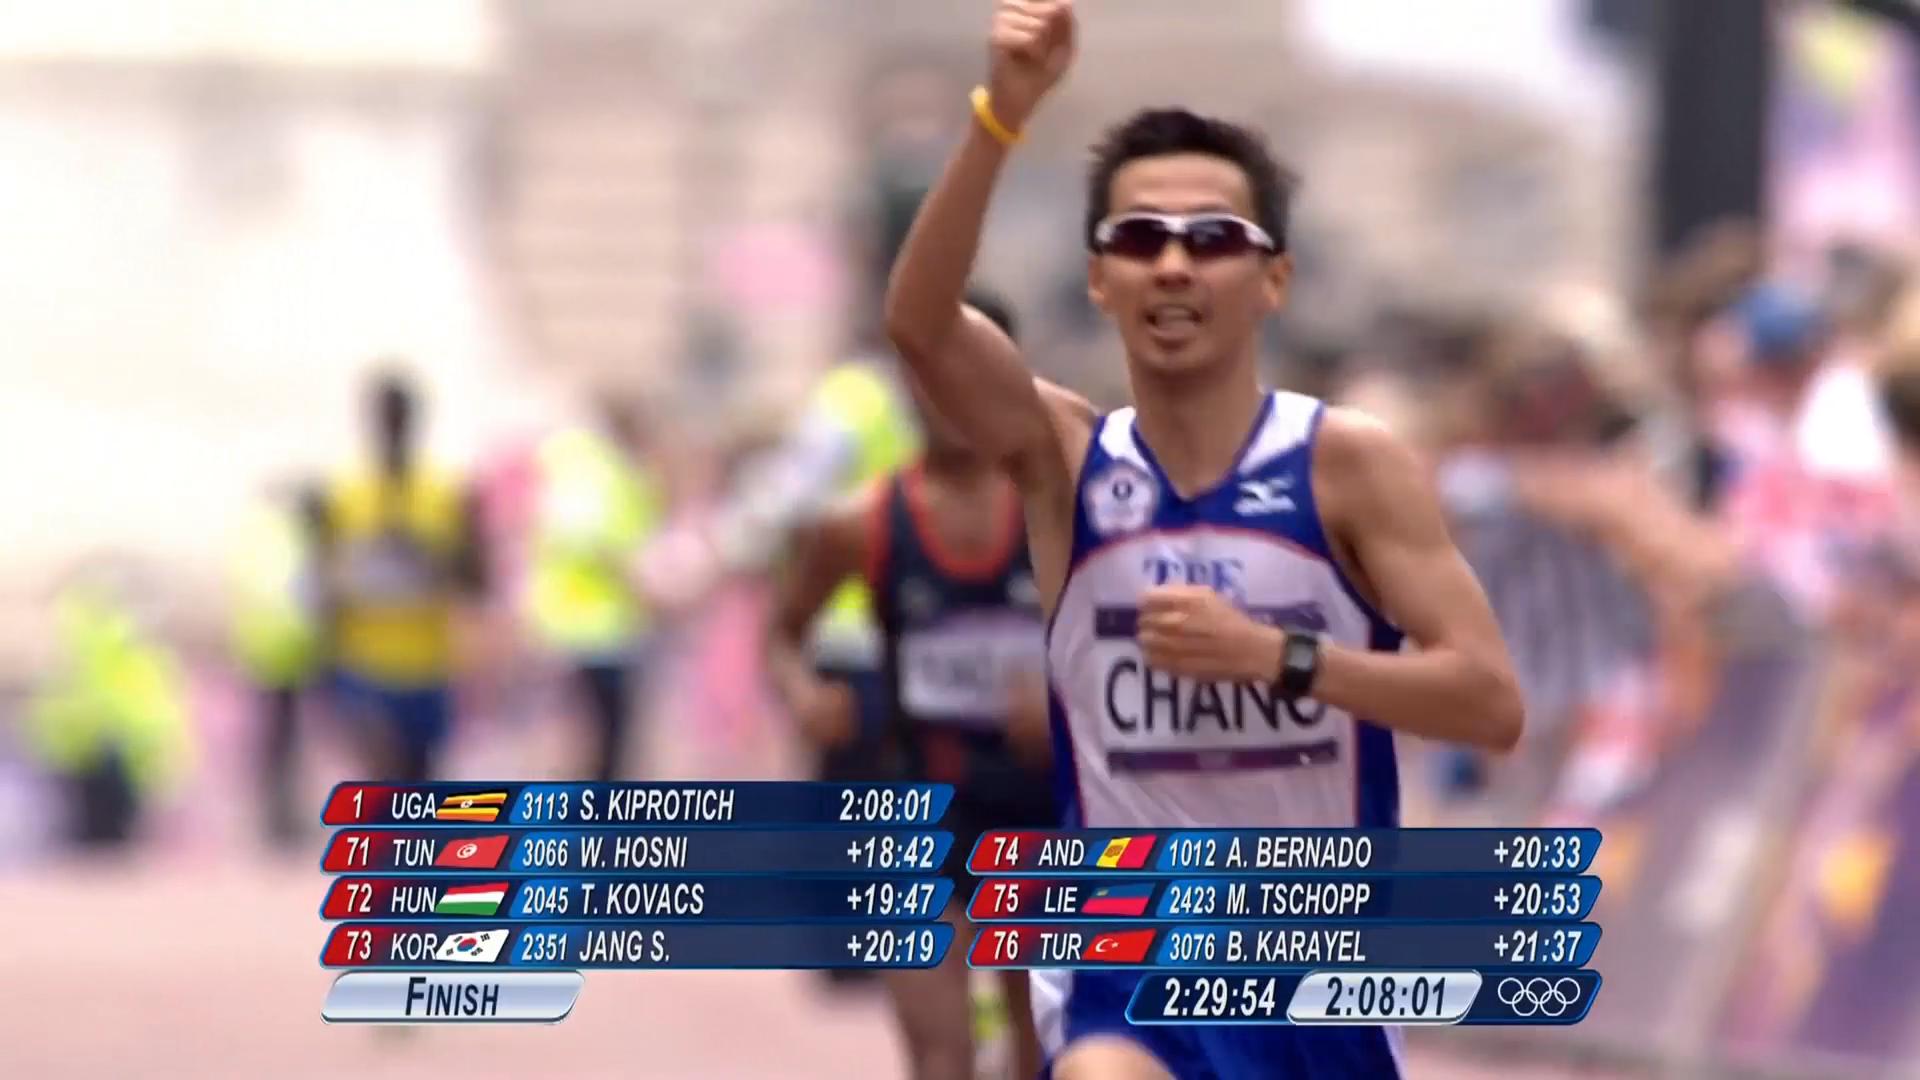 TPE
CHANG
1 UGA 3113 S. KIPROTICH 2:08:01
71 TUN 3066 W. HOSNI +18:42
72 HUN 2045 T. KOVACS +19:47
73 KOR 2351 JANG S. +20:19
74 AND 1012 A. BERNADO +20:33
75 LIE 2423 M. TSCHOPP +20:53
76 TUR 3076 B. KARAYEL +21:37
FINISH
2:29:54 2:08:01